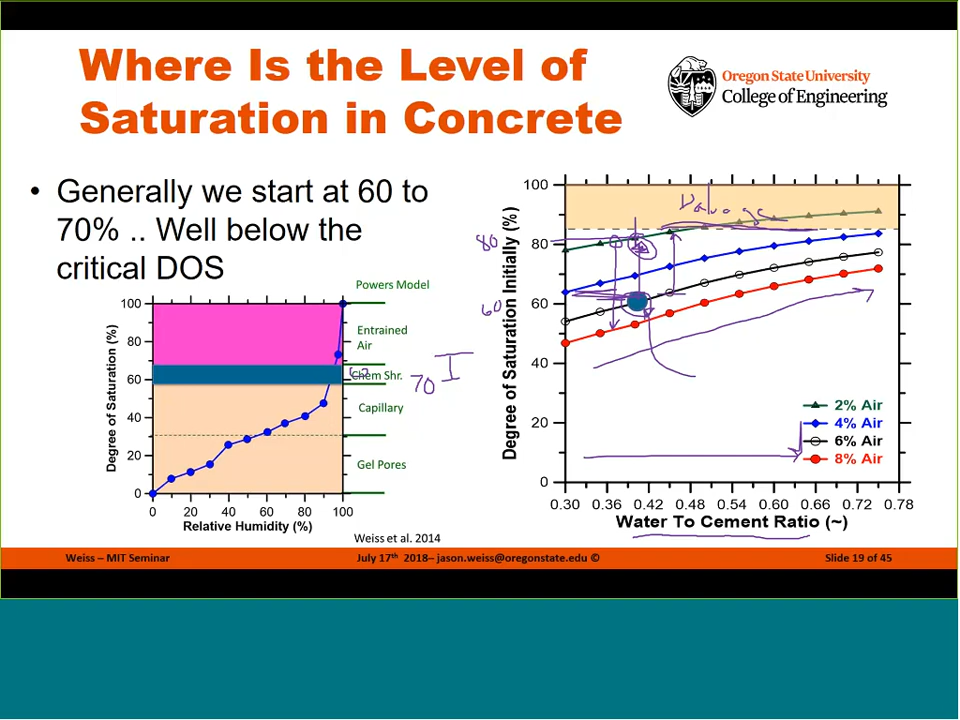 Where Is the Level of
Saturation in Concrete
Oregon State University
College of Engineering
• Generally we start at 60 to
70% .. Well below the
critical DOS
Powers Model
Entrained
Air
Chem Shr.
Capillary
Gel Pores
70
Degree of Saturation (%)
100
80
60
40
20
0
0 20 40 60 80 100
Relative Humidity (%)
Weiss et al. 2014
Degree of Saturation Initially (%)
100
80
60
40
20
0
80
60
Damage
2% Air
4% Air
6% Air
8% Air
0.30 0.36 0.42 0.48 0.54 0.60 0.66 0.72 0.78
Water To Cement Ratio (~)
Weiss – MIT Seminar
July 17th 2018– jason.weiss@oregonstate.edu ©
Slide 19 of 45